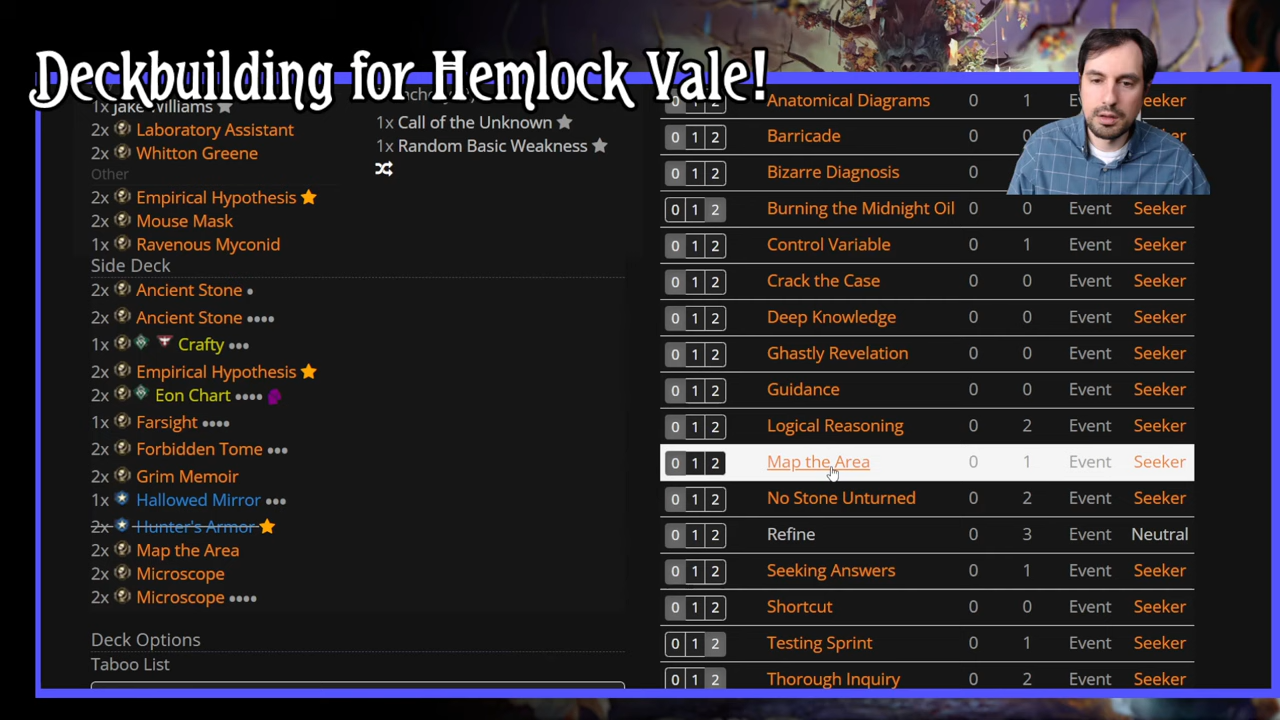 Deckbuilding for Hemlock Vale!
1x Jake Williams
2x Laboratory Assistant
2x Whitton Greene
Other
2x Empirical Hypothesis
2x Mouse Mask
1x Ravenous Myconid
1x Call of the Unknown
1x Random Basic Weakness
Side Deck
2x Ancient Stone
2x Ancient Stone
1x Crafty
2x Empirical Hypothesis
2x Eon Chart
1x Farsight
2x Forbidden Tome
2x Grim Memoir
1x Hallowed Mirror
2x Hunter's Armor
2x Map the Area
2x Microscope
2x Microscope
Deck Options
Taboo List
0 1 2 Anatomical Diagrams 0 1 Event Seeker
0 1 2 Barricade 0 Seeker
0 1 2 Bizarre Diagnosis 0 Seeker
0 1 2 Burning the Midnight Oil 0 0 Event Seeker
0 1 2 Control Variable 0 1 Event Seeker
0 1 2 Crack the Case 0 0 Event Seeker
0 1 2 Deep Knowledge 0 0 Event Seeker
0 1 2 Ghastly Revelation 0 0 Event Seeker
0 1 2 Guidance 0 0 Event Seeker
0 1 2 Logical Reasoning 0 2 Event Seeker
0 1 2 Map the Area 0 1 Event Seeker
0 1 2 No Stone Unturned 0 2 Event Seeker
0 1 2 Refine 0 3 Event Neutral
0 1 2 Seeking Answers 0 1 Event Seeker
0 1 2 Shortcut 0 0 Event Seeker
0 1 2 Testing Sprint 0 1 Event Seeker
0 1 2 Thorough Inquiry 0 2 Event Seeker